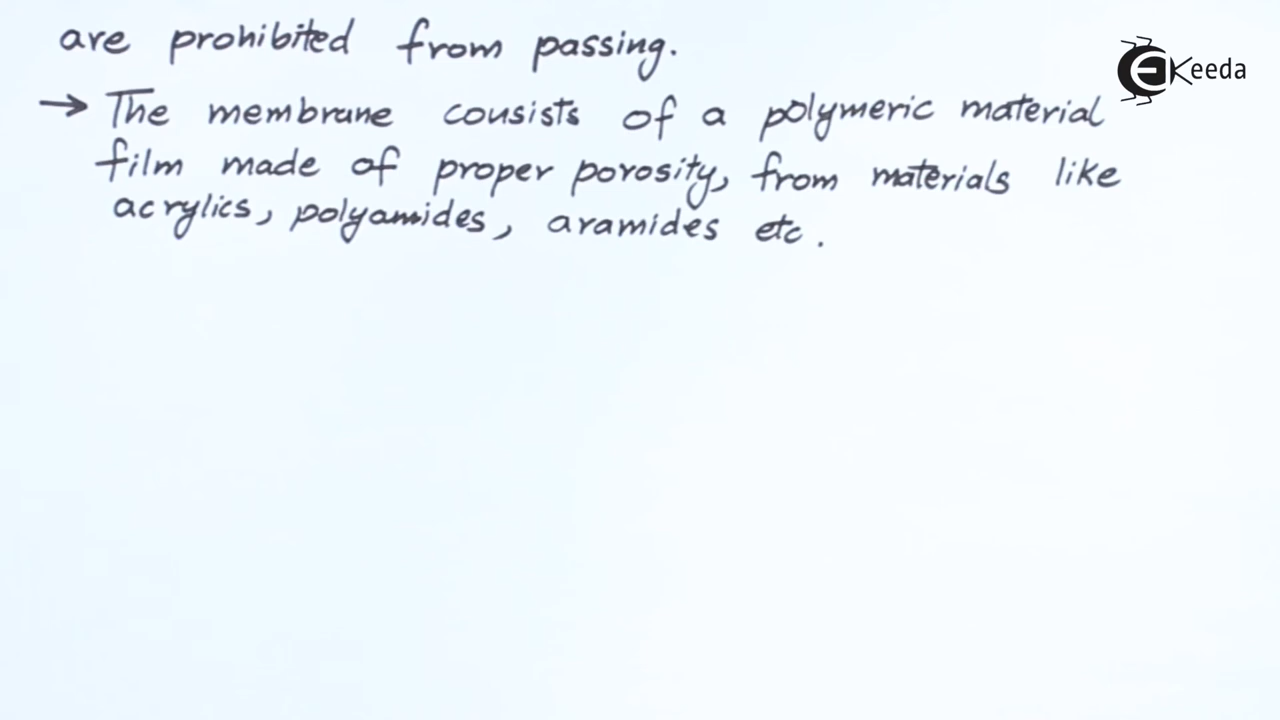 are prohibited from passing.
EKeeda
→ The membrane consists of a polymeric material
film made of proper porosity, from materials like
acrylics, polyamides, aramides etc.